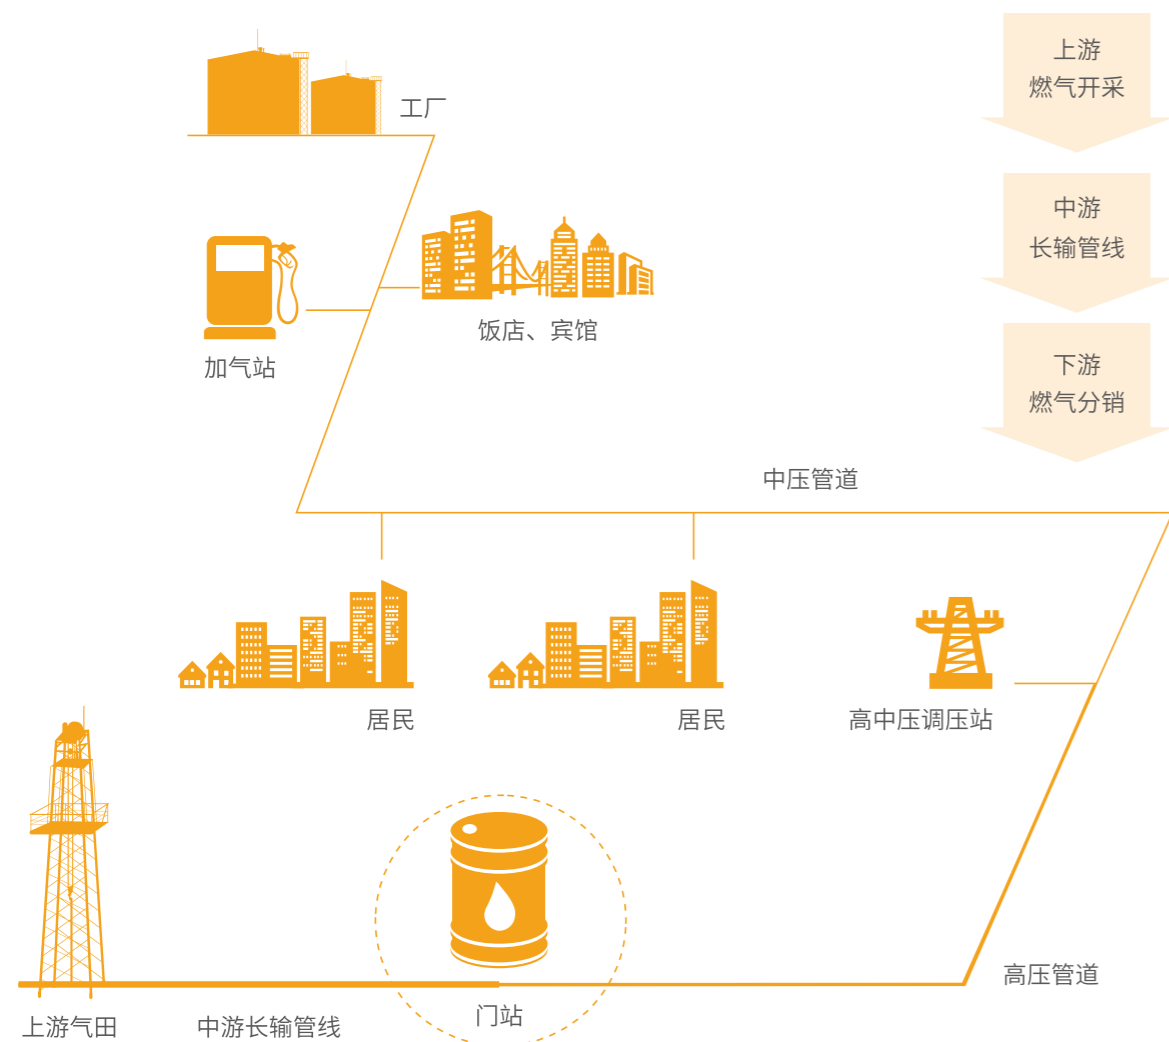 上游
燃气开采
工厂
中游
长输管线
饭店、宾馆
加气站
下游
燃气分销
中压管道
居民
居民
高中压调压站
高压管道
上游气田
中游长输管线
门站